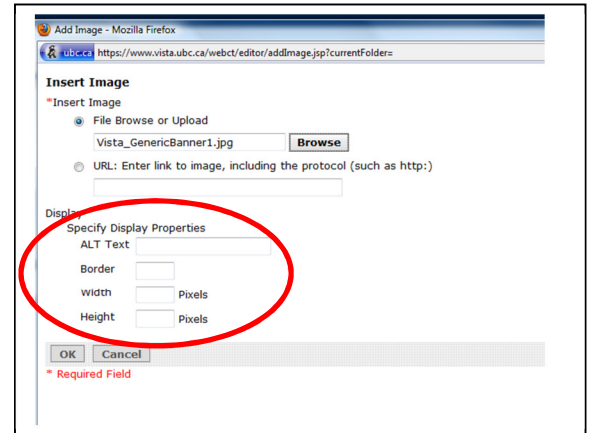 Add Image - Mozilla Firefox
ubc.ca https://www.vista.ubc.ca/webct/editor/addImage.jsp?currentFolder=
Insert Image
*Insert Image
File Browse or Upload
Vista_GenericBanner1.jpg Browse
URL: Enter link to image, including the protocol (such as http:)
Display
Specify Display Properties
ALT Text
Border
Width Pixels
Height Pixels
OK Cancel
* Required Field